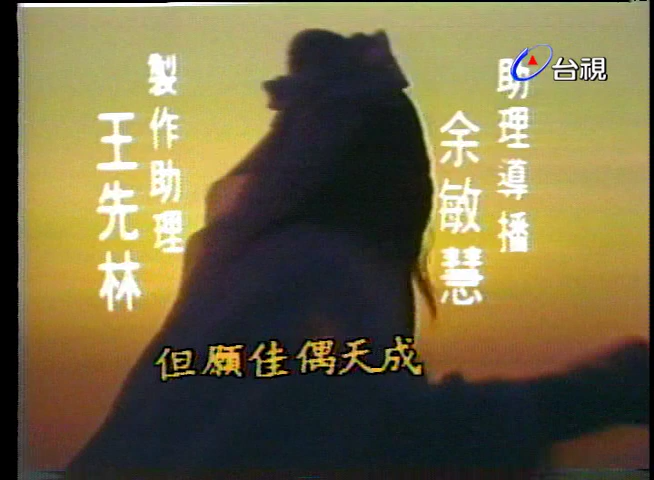 台視
助理導播
余敏慧
製作助理
王先林
但願佳偶天成